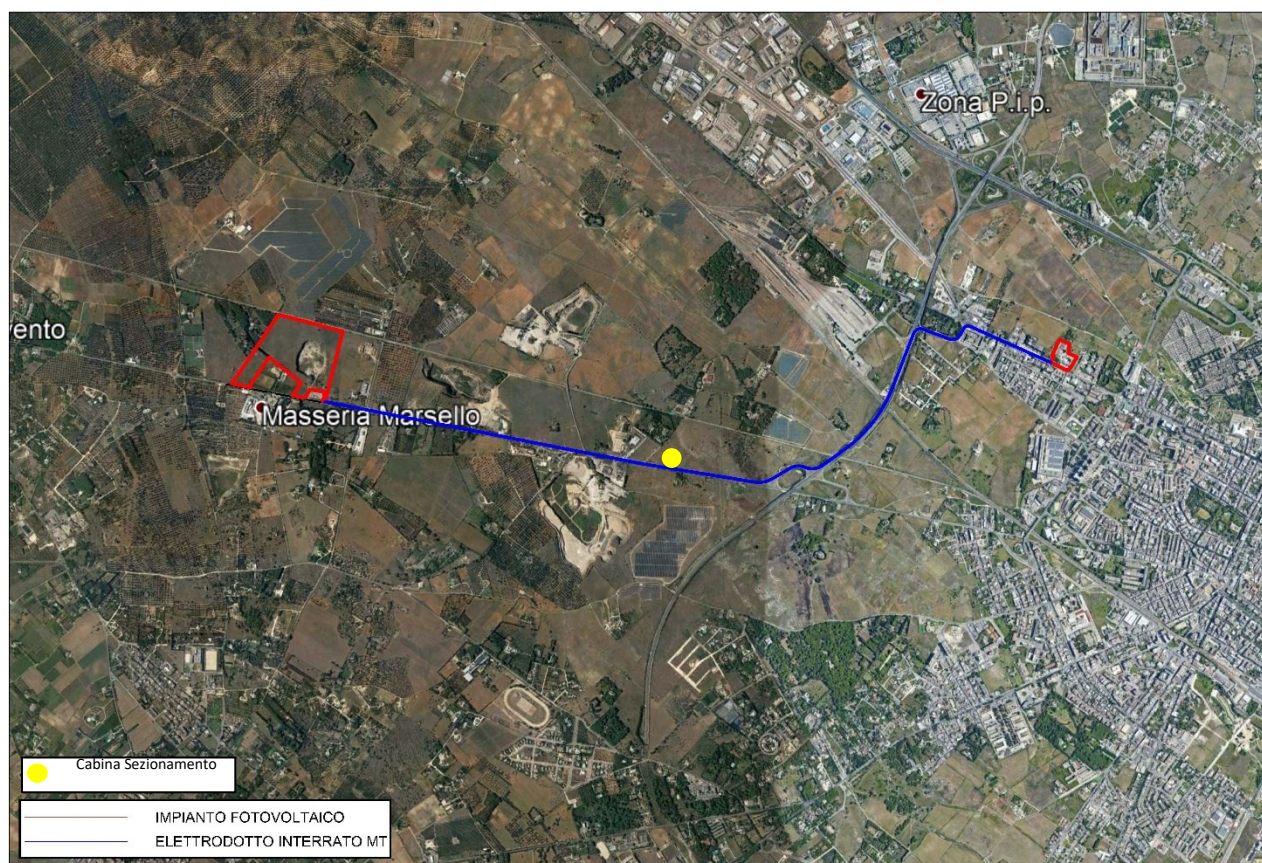 Zona P.i.p.
vento
Masseria Marsello
Cabina Sezionamento
IMPIANTO FOTOVOLTAICO
ELETTRODOTTO INTERRATO MT